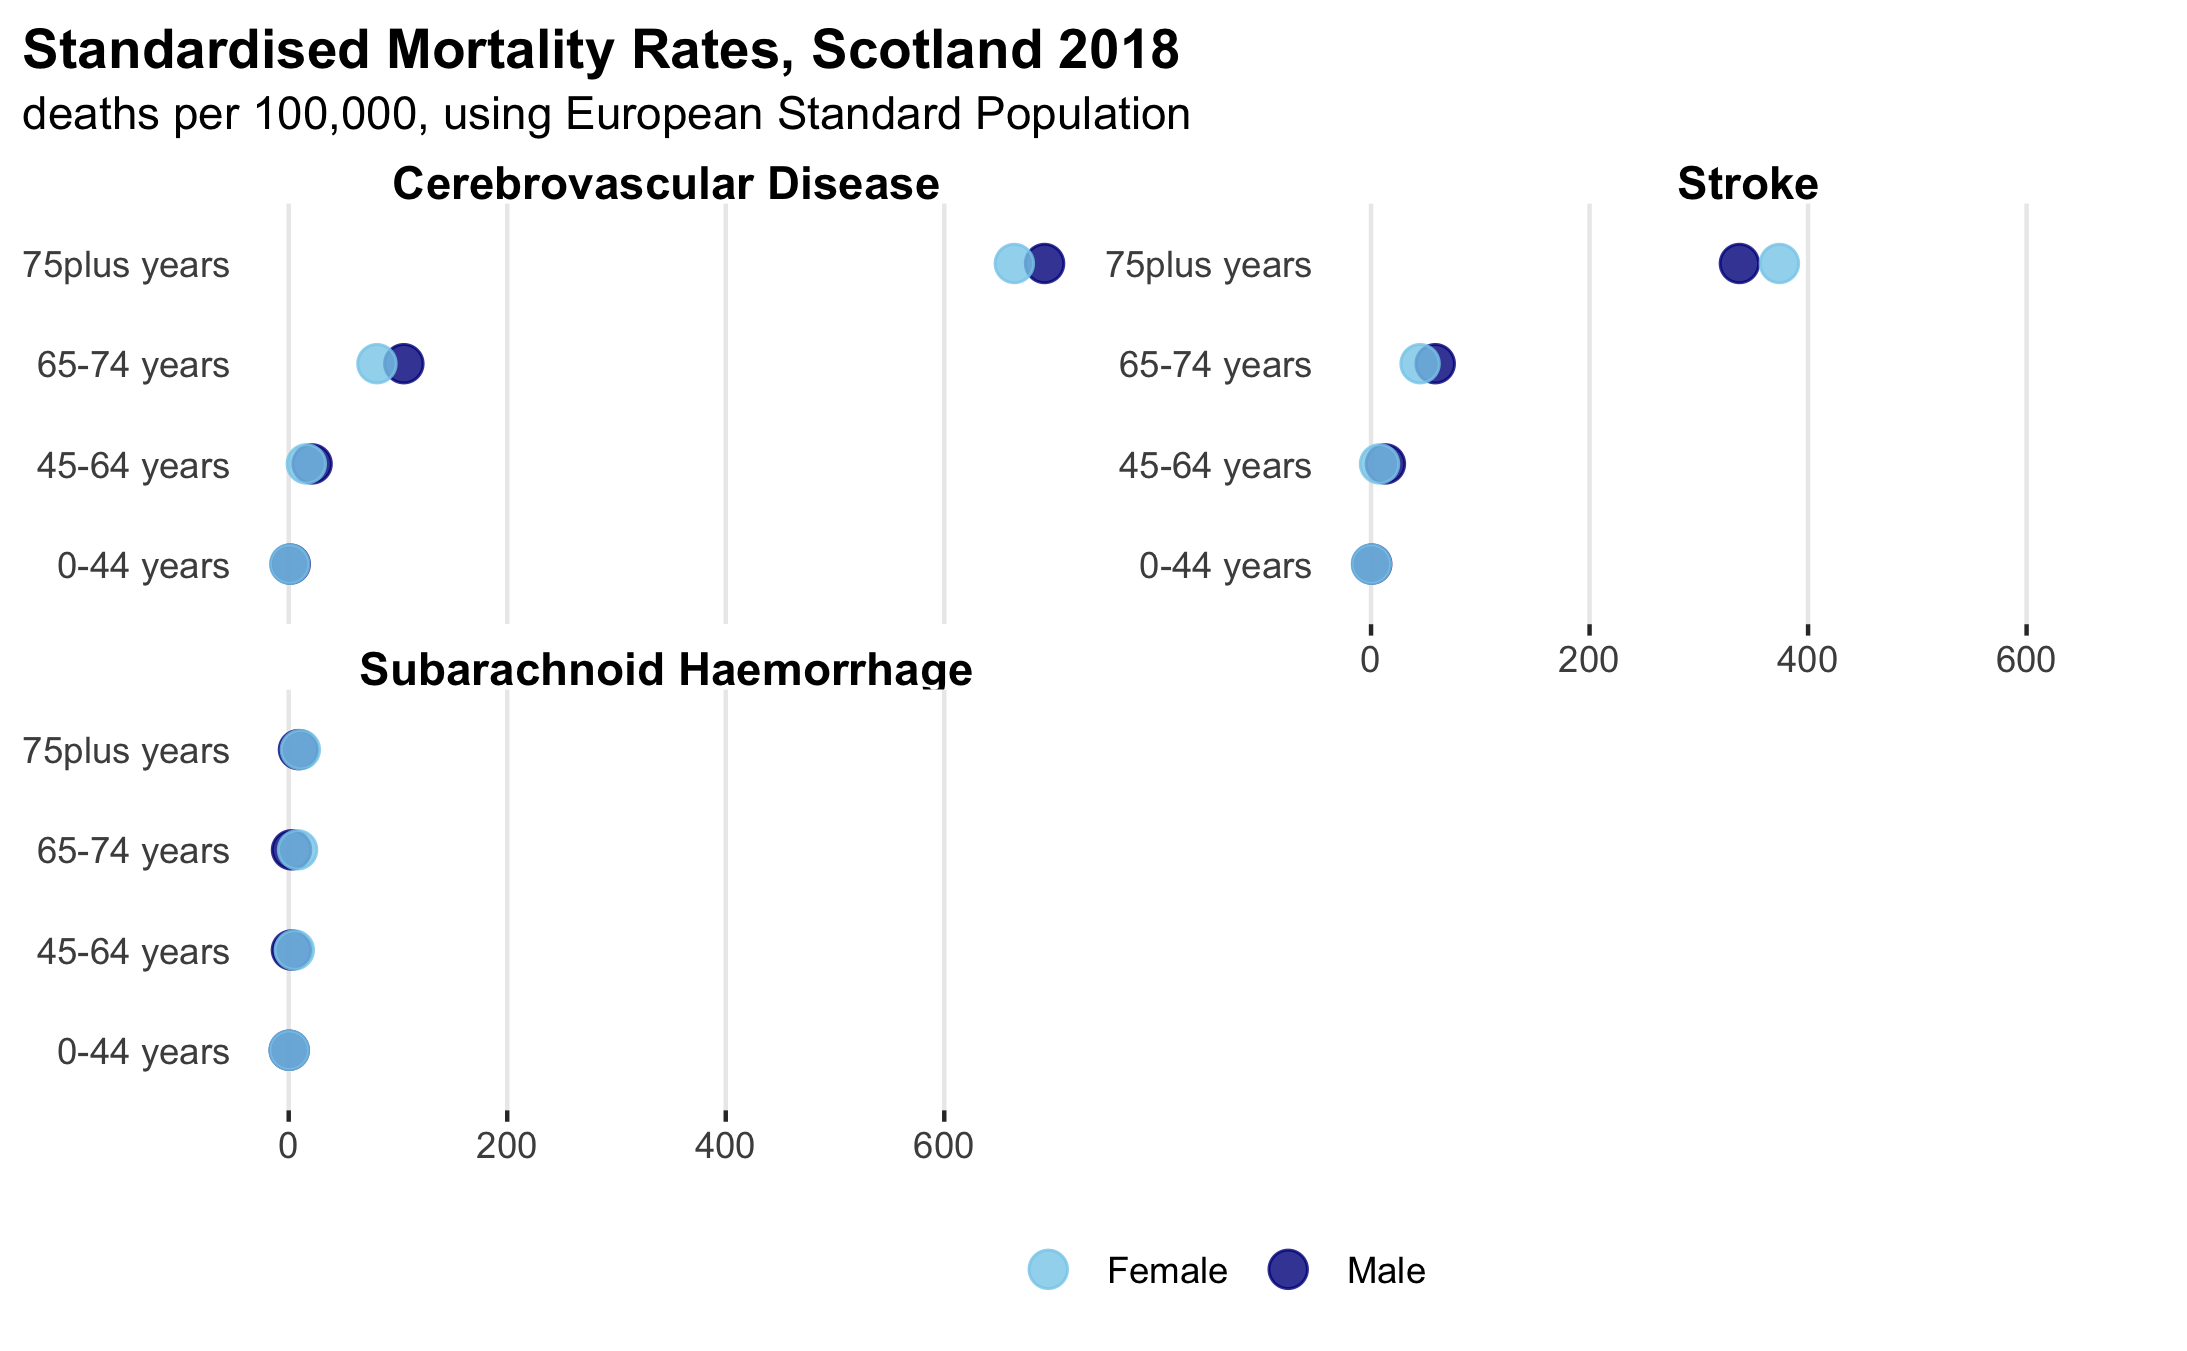 Standardised Mortality Rates, Scotland 2018
deaths per 100,000, using European Standard Population
Cerebrovascular Disease
75plus years
65-74 years
45-64 years
0-44 years
Stroke
75plus years
65-74 years
45-64 years
0-44 years
0 200 400 600
Subarachnoid Haemorrhage
75plus years
65-74 years
45-64 years
0-44 years
0 200 400 600
Female Male